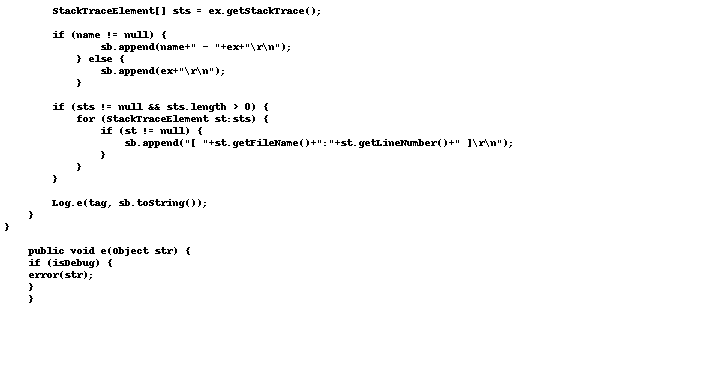 StackTraceElement[] sts = ex.getStackTrace();
if (name != null) {
sb.append(name+" - "+ex+"\r\n");
} else {
sb.append(ex+"\r\n");
}
if (sts != null && sts.length > 0) {
for (StackTraceElement st:sts) {
if (st != null) {
sb.append("[ "+st.getFileName()+":"+st.getLineNumber()+" ]\r\n");
}
}
}
Log.e(tag, sb.toString());
}
}
public void e(Object str) {
if (isDebug) {
error(str);
}
}